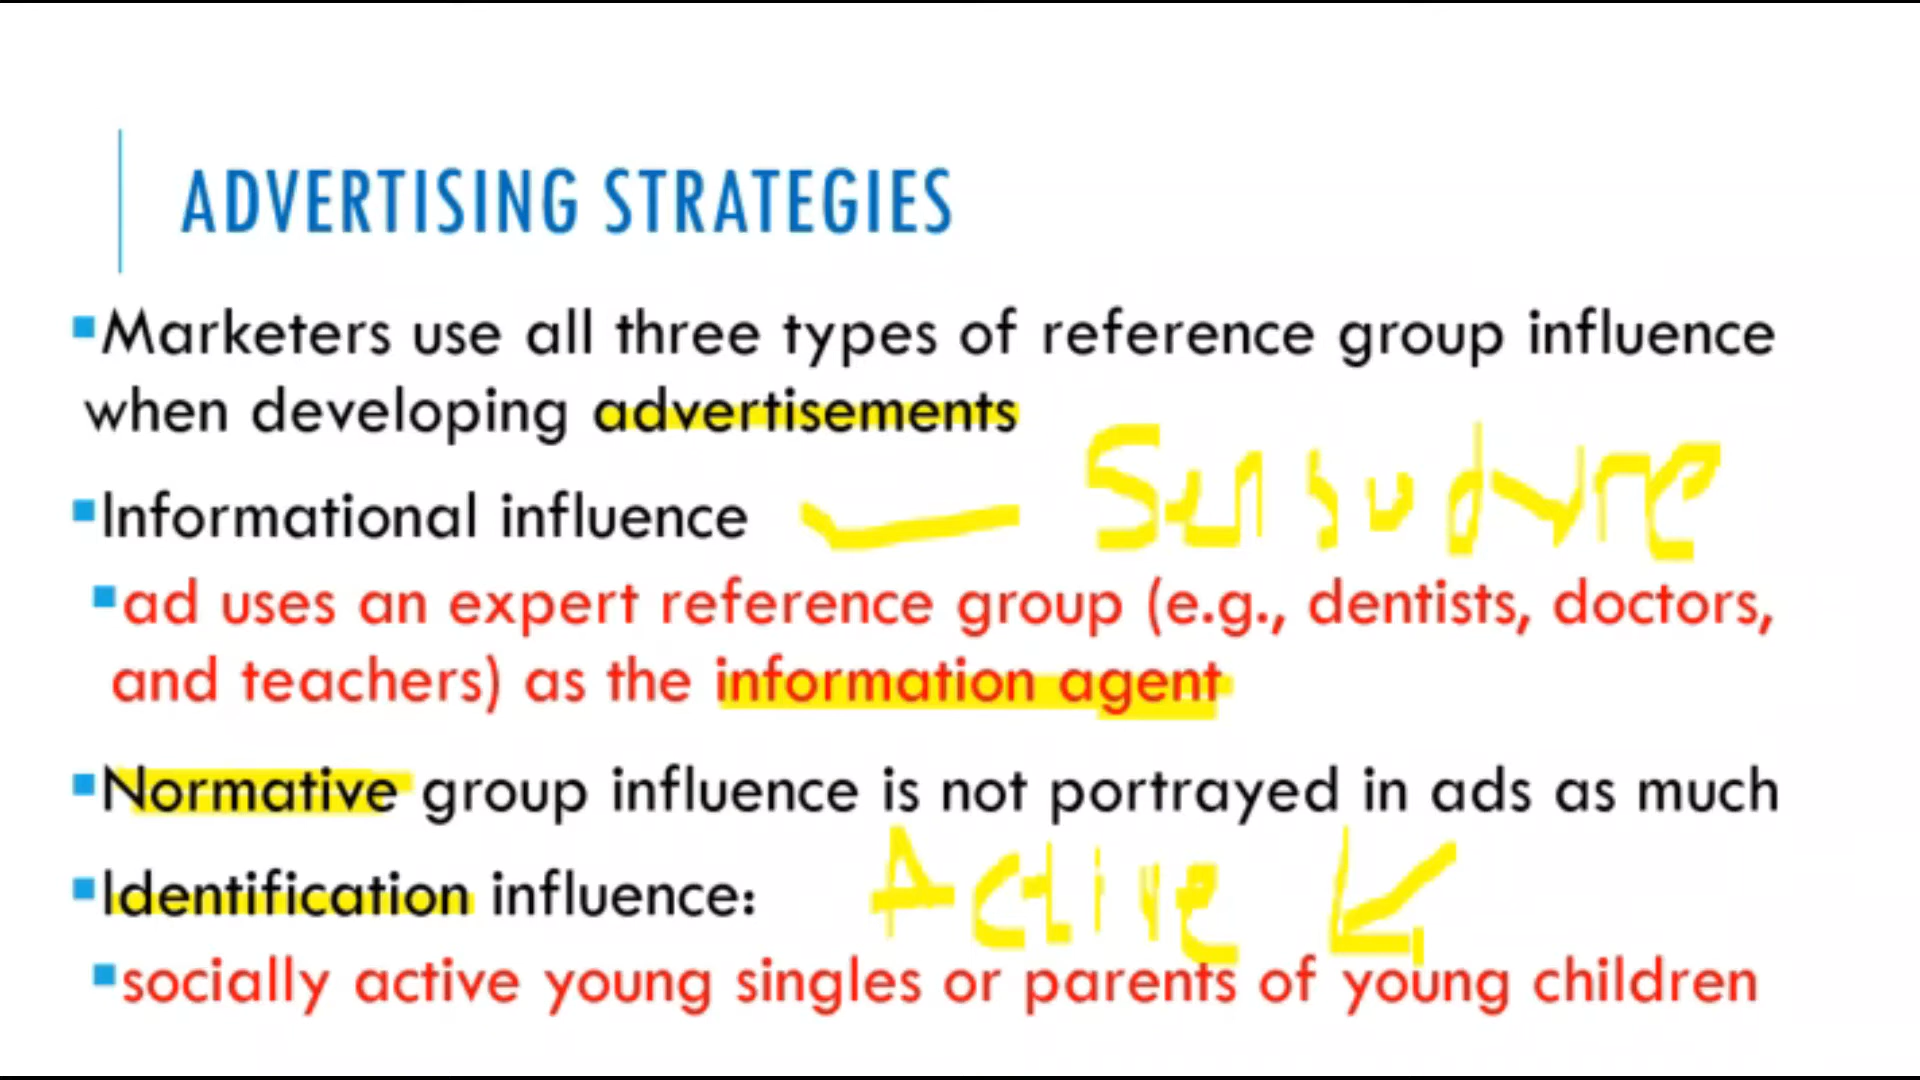 ADVERTISING STRATEGIES
Marketers use all three types of reference group influence
when developing advertisements
Informational influence
Sensodyne
ad uses an expert reference group (e.g., dentists, doctors,
and teachers) as the information agent
Normative group influence is not portrayed in ads as much
Identification influence:
Active
socially active young singles or parents of young children